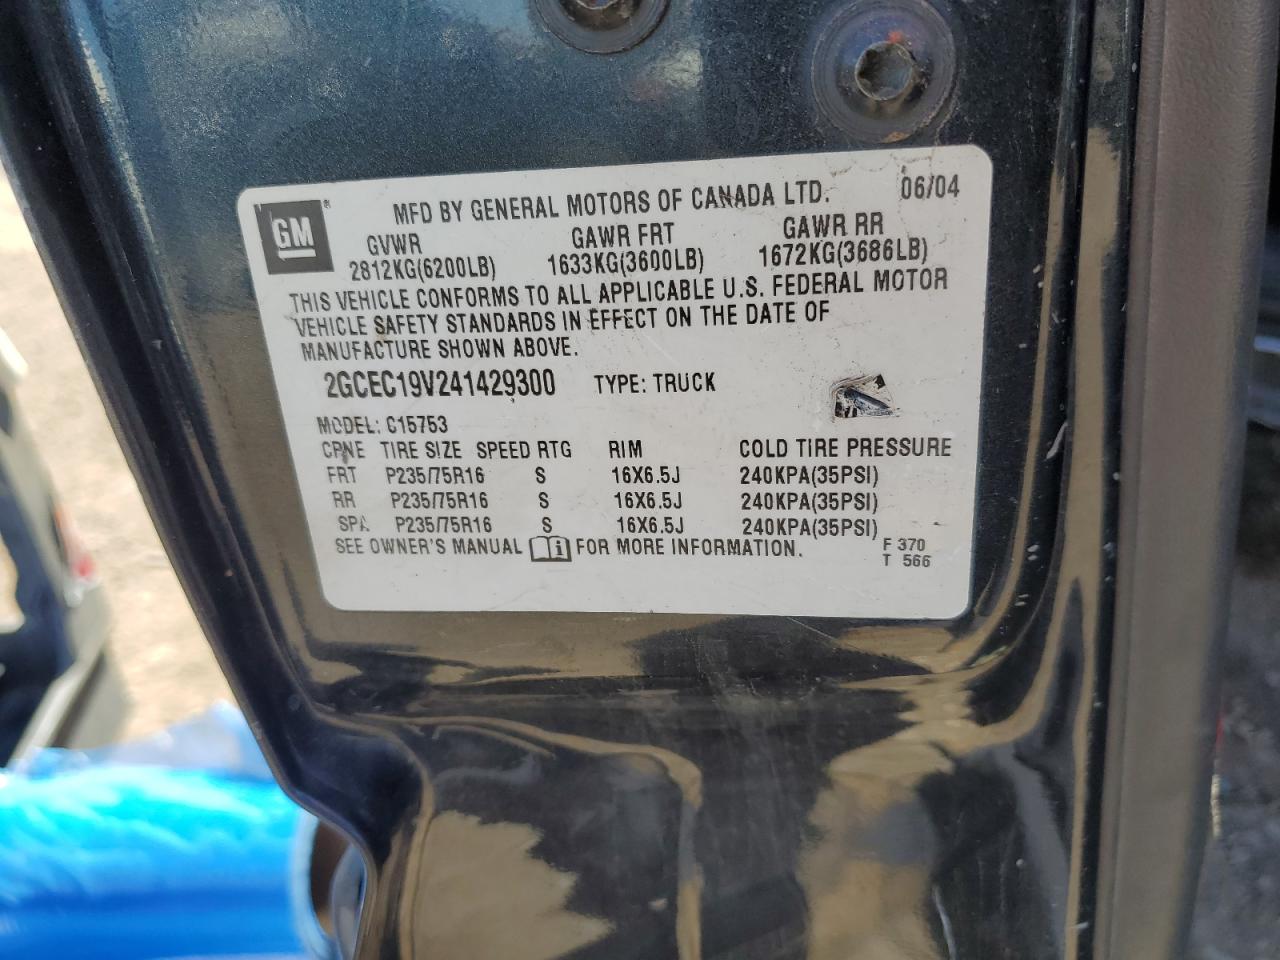 GM ®
MFD BY GENERAL MOTORS OF CANADA LTD. 06/04
GVWR GAWR FRT GAWR RR
2812KG(6200LB) 1633KG(3600LB) 1672KG(3686LB)
THIS VEHICLE CONFORMS TO ALL APPLICABLE U.S. FEDERAL MOTOR
VEHICLE SAFETY STANDARDS IN EFFECT ON THE DATE OF
MANUFACTURE SHOWN ABOVE.
2GCEC19V241429300 TYPE: TRUCK
MODEL: C15753
CPNE TIRE SIZE SPEED RTG RIM COLD TIRE PRESSURE
FRT P235/75R16 S 16X6.5J 240KPA(35PSI)
RR P235/75R16 S 16X6.5J 240KPA(35PSI)
SPA P235/75R16 S 16X6.5J 240KPA(35PSI)
SEE OWNER'S MANUAL i FOR MORE INFORMATION. F 370
T 566